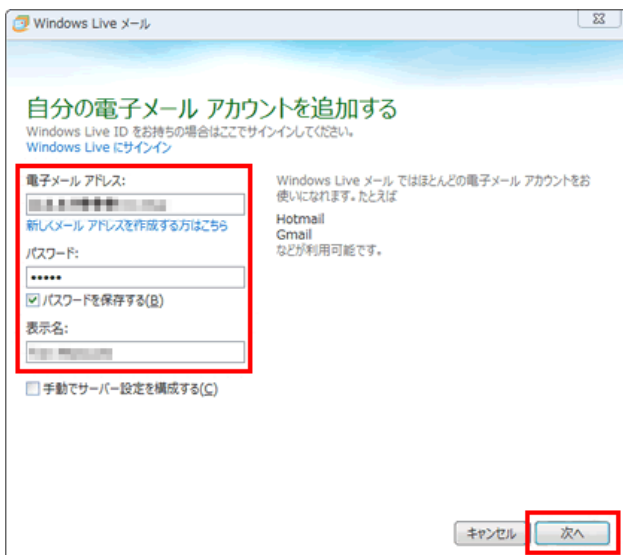 Windows Live メール
自分の電子メール アカウントを追加する
Windows Live ID をお持ちの場合はここでサインインしてください。
Windows Live にサインイン
電子メール アドレス:
新しくメール アドレスを作成する方はこちら
パスワード:
•••••
パスワードを保存する(B)
表示名:
手動でサーバー設定を構成する(C)
Windows Live メール ではほとんどの電子メール アカウントをお
使いになれます。たとえば
Hotmail
Gmail
などが利用可能です。
キャンセル
次へ